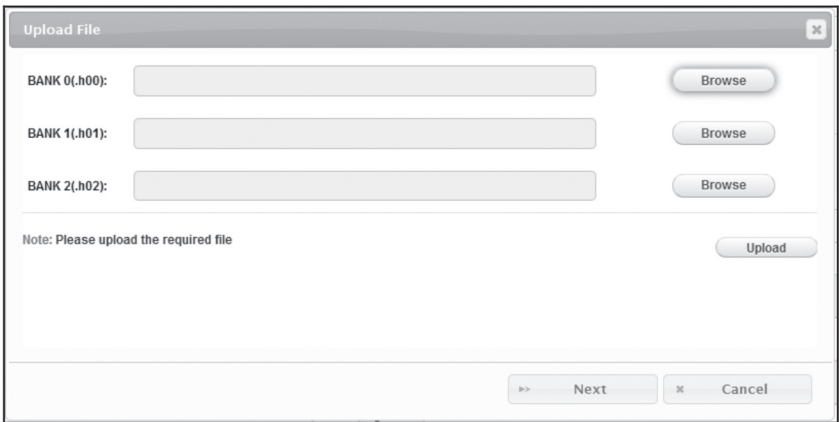 Upload File
BANK 0(.h00): Browse
BANK 1(.h01): Browse
BANK 2(.h02): Browse
Note: Please upload the required file
Upload
Next Cancel